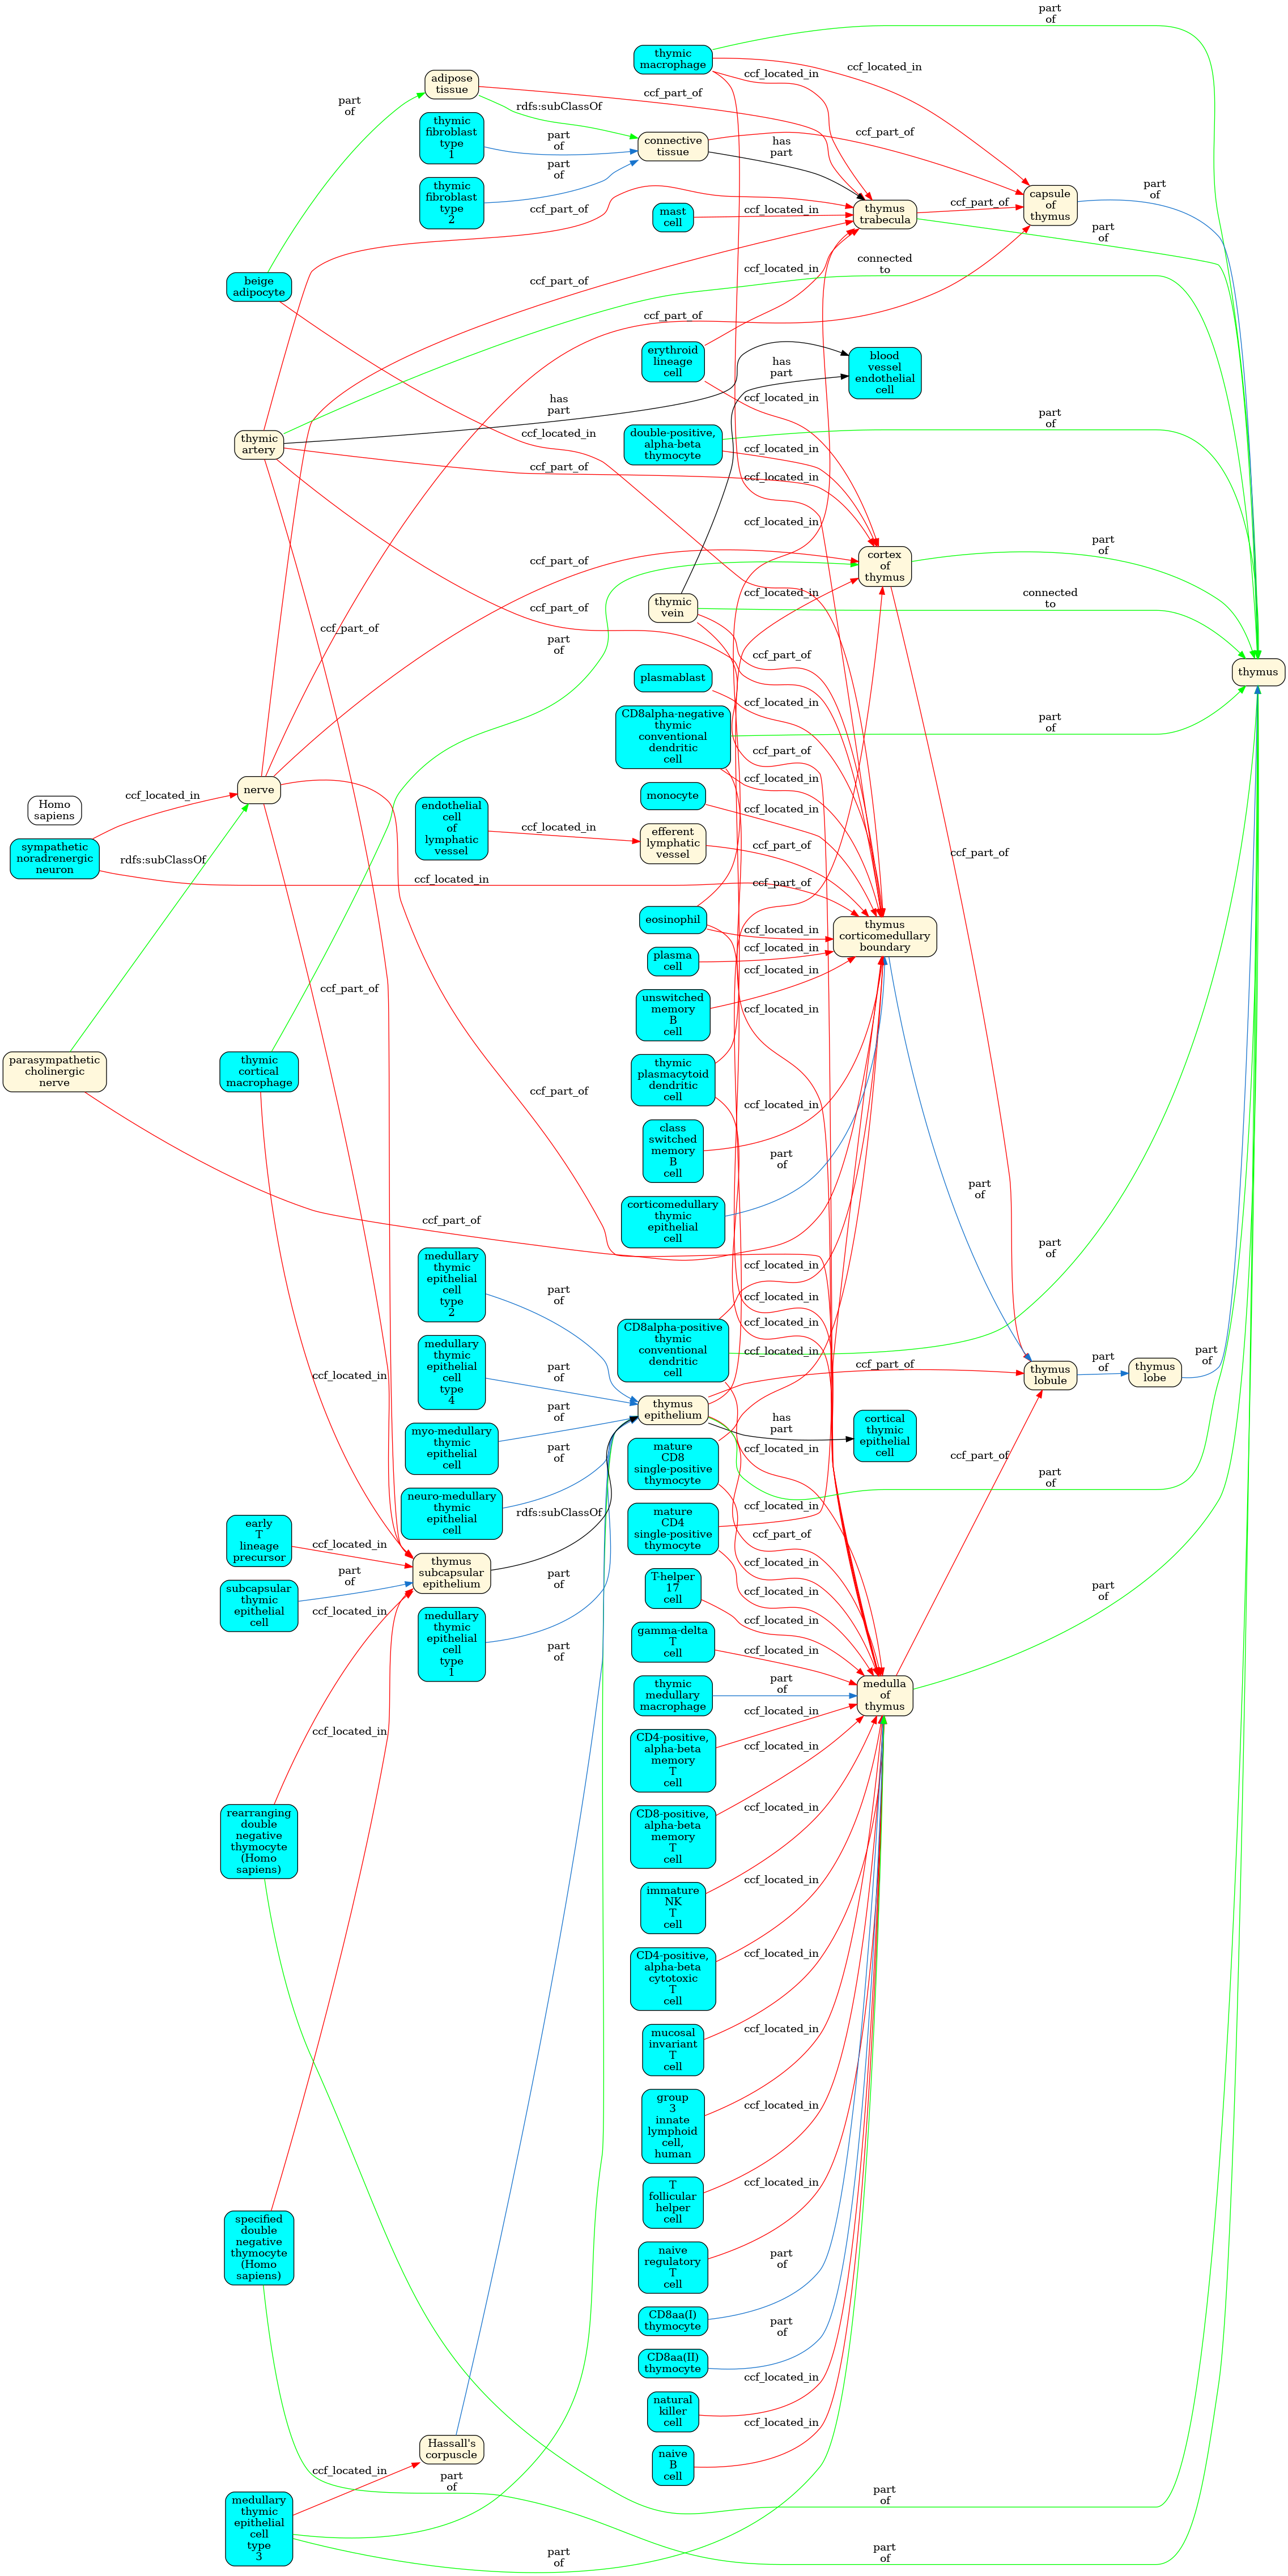 part
of
thymic
macrophage
ccf_located_in
adipose
tissue
ccf_located_in
ccf_part_of
part
of
rdfs:subClassOf
thymic
fibroblast
type
1
part
of
connective
tissue
has
part
ccf_part_of
part
of
thymic
fibroblast
type
2
part
of
ccf_part_of
mast
cell
ccf_located_in
thymus
trabecula
ccf_part_of
capsule
of
thymus
part
of
beige
adipocyte
ccf_part_of
ccf_located_in
connected
to
ccf_part_of
erythroid
lineage
cell
has
part
blood
vessel
endothelial
cell
has
part
ccf_located_in
part
of
thymic
artery
ccf_located_in
double-positive,
alpha-beta
thymocyte
ccf_located_in
ccf_part_of
ccf_located_in
ccf_located_in
ccf_part_of
cortex
of
thymus
part
of
ccf_part_of
thymic
vein
ccf_located_in
connected
to
ccf_part_of
part
of
ccf_part_of
thymus
plasmablast
ccf_located_in
CD8alpha-negative
thymic
conventional
dendritic
cell
part
of
ccf_part_of
ccf_located_in
nerve
Homo
sapiens
ccf_located_in
monocyte
ccf_located_in
endothelial
cell
of
lymphatic
vessel
ccf_located_in
efferent
lymphatic
vessel
ccf_part_of
ccf_part_of
sympathetic
noradrenergic
neuron
rdfs:subClassOf
ccf_located_in
ccf_part_of
eosinophil
ccf_located_in
thymus
corticomedullary
boundary
plasma
cell
ccf_located_in
ccf_located_in
ccf_part_of
unswitched
memory
B
cell
ccf_located_in
parasympathetic
cholinergic
nerve
thymic
cortical
macrophage
ccf_part_of
thymic
plasmacytoid
dendritic
cell
ccf_located_in
class
switched
memory
B
cell
part
of
part
of
ccf_part_of
corticomedullary
thymic
epithelial
cell
part
of
medullary
thymic
epithelial
cell
type
2
part
of
ccf_located_in
ccf_located_in
CD8alpha-positive
thymic
conventional
dendritic
cell
ccf_located_in
ccf_located_in
medullary
thymic
epithelial
cell
type
4
part
of
ccf_located_in
ccf_part_of
thymus
lobule
part
of
thymus
lobe
part
of
thymus
epithelium
has
part
cortical
thymic
epithelial
cell
myo-medullary
thymic
epithelial
cell
part
of
part
of
mature
CD8
single-positive
thymocyte
ccf_located_in
ccf_part_of
part
of
neuro-medullary
thymic
epithelial
cell
rdfs:subClassOf
ccf_located_in
mature
CD4
single-positive
thymocyte
ccf_part_of
early
T
lineage
precursor
ccf_located_in
thymus
subcapsular
epithelium
ccf_located_in
subcapsular
thymic
epithelial
cell
part
of
ccf_located_in
part
of
T-helper
17
cell
ccf_located_in
part
of
medullary
thymic
epithelial
cell
type
1
part
of
gamma-delta
T
cell
ccf_located_in
ccf_located_in
thymic
medullary
macrophage
part
of
medulla
of
thymus
ccf_located_in
CD4-positive,
alpha-beta
memory
T
cell
ccf_located_in
ccf_located_in
rearranging
double
negative
thymocyte
(Homo
sapiens)
CD8-positive,
alpha-beta
memory
T
cell
ccf_located_in
immature
NK
T
cell
ccf_located_in
CD4-positive,
alpha-beta
cytotoxic
T
cell
ccf_located_in
mucosal
invariant
T
cell
ccf_located_in
group
3
innate
lymphoid
cell,
human
ccf_located_in
T
follicular
helper
cell
specified
double
negative
thymocyte
(Homo
sapiens)
naive
regulatory
T
cell
part
of
CD8aa(I)
thymocyte
part
of
CD8aa(II)
thymocyte
ccf_located_in
natural
killer
cell
ccf_located_in
Hassall's
corpuscle
naive
B
cell
ccf_located_in
part
of
medullary
thymic
epithelial
cell
type
3
part
of
part
of
part
of